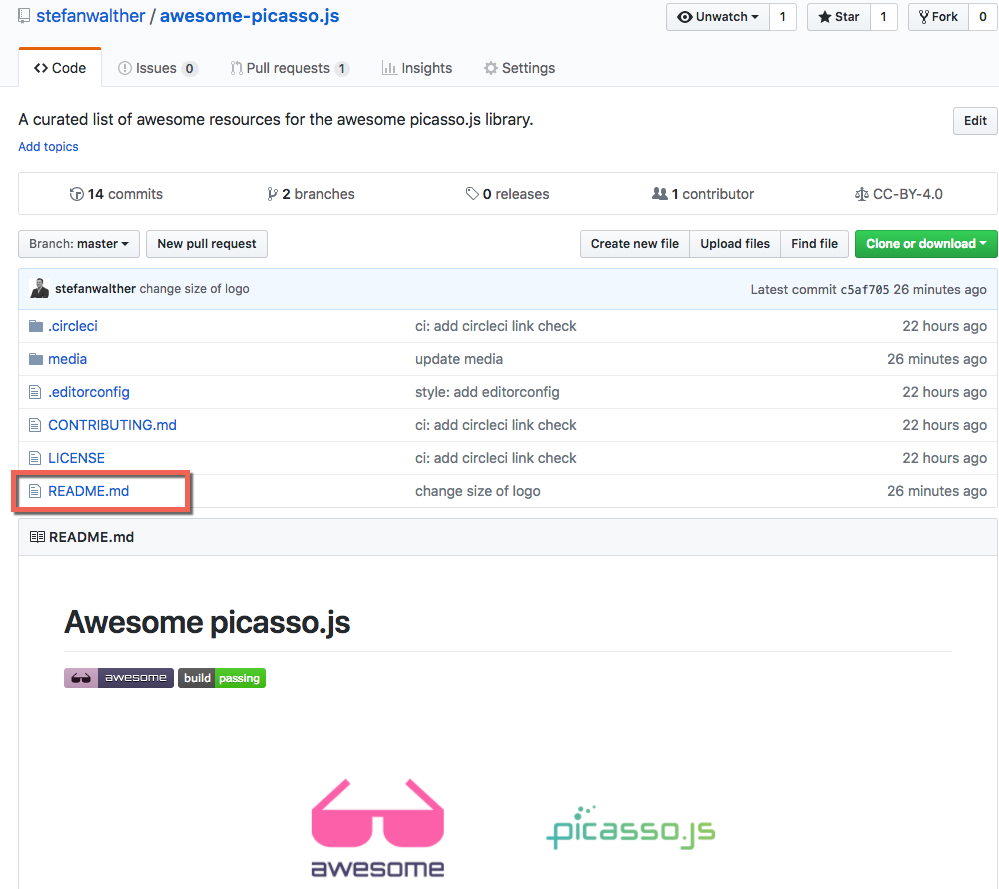 stefanwalther / awesome-picasso.js
Unwatch 1 Star 1 Fork 0
Code Issues 0 Pull requests 1 Insights Settings
A curated list of awesome resources for the awesome picasso.js library.
Edit
Add topics
14 commits 2 branches 0 releases 1 contributor CC-BY-4.0
Branch: master New pull request Create new file Upload files Find file Clone or download
stefanwalther change size of logo Latest commit c5af705 26 minutes ago
.circleci ci: add circleci link check 22 hours ago
media update media 26 minutes ago
.editorconfig style: add editorconfig 22 hours ago
CONTRIBUTING.md ci: add circleci link check 22 hours ago
LICENSE ci: add circleci link check 22 hours ago
README.md change size of logo 26 minutes ago
README.md
Awesome picasso.js
awesome build passing
picasso.js
awesome